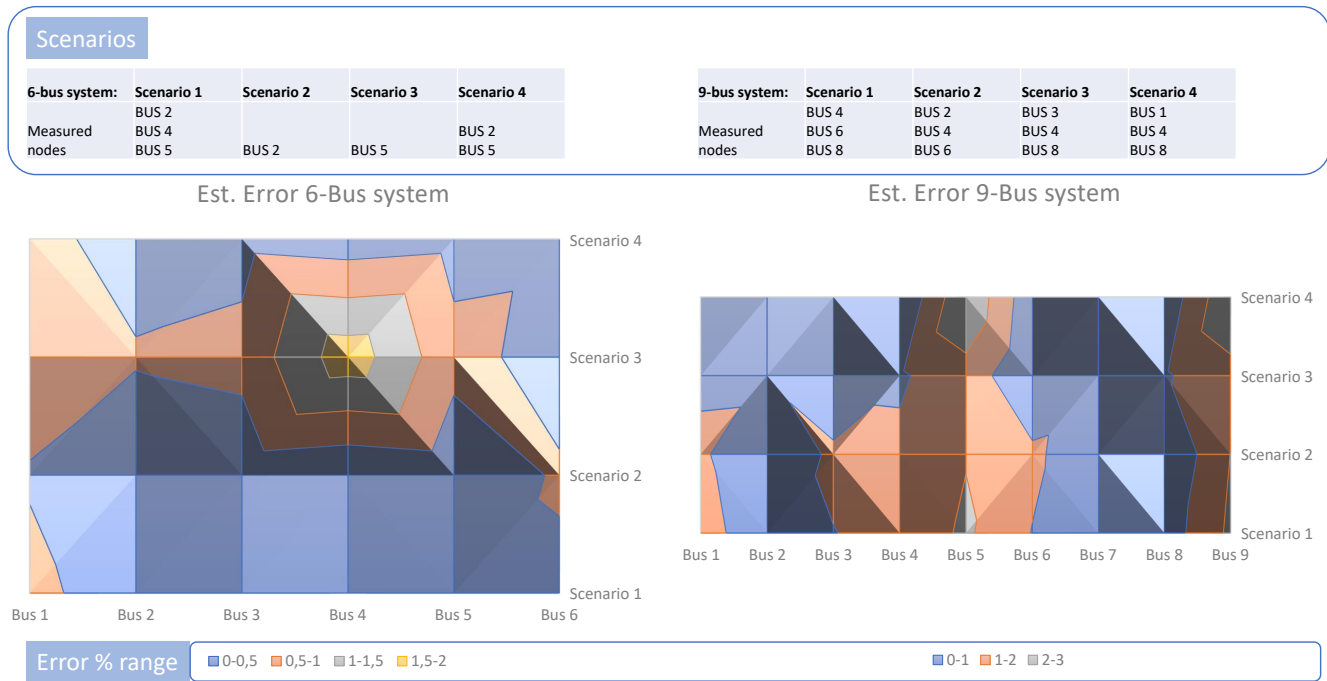 Scenarios
6-bus system: Scenario 1 Scenario 2 Scenario 3 Scenario 4
BUS 2
Measured BUS 4 BUS 2
nodes BUS 5 BUS 2 BUS 5 BUS 5
9-bus system: Scenario 1 Scenario 2 Scenario 3 Scenario 4
BUS 4 BUS 2 BUS 3 BUS 1
Measured BUS 6 BUS 4 BUS 4 BUS 4
nodes BUS 8 BUS 6 BUS 8 BUS 8
Est. Error 6-Bus system
Scenario 4
Scenario 3
Scenario 2
Scenario 1
Bus 1 Bus 2 Bus 3 Bus 4 Bus 5 Bus 6
Est. Error 9-Bus system
Scenario 4
Scenario 3
Scenario 2
Scenario 1
Bus 1 Bus 2 Bus 3 Bus 4 Bus 5 Bus 6 Bus 7 Bus 8 Bus 9
Error % range
0-0,5 0,5-1 1-1,5 1,5-2
0-1 1-2 2-3